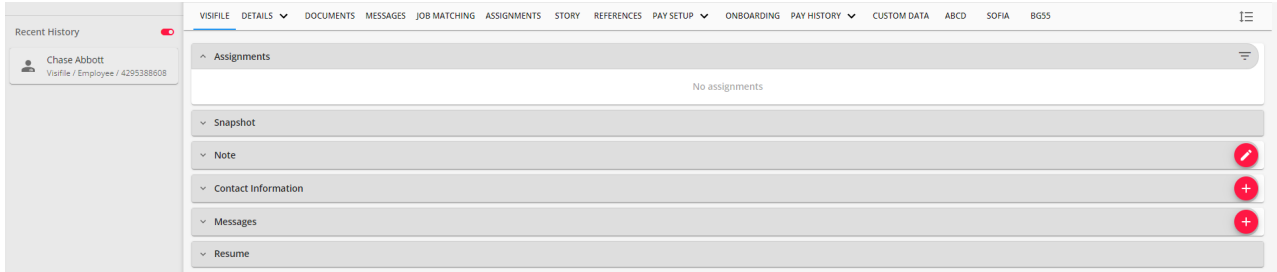 VISIFILE DETAILS DOCUMENTS MESSAGES JOB MATCHING ASSIGNMENTS STORY REFERENCES PAY SETUP ONBOARDING PAY HISTORY CUSTOM DATA ABCD SOFIA BG55
Recent History
Chase Abbott
Visifile / Employee / 4295388608
Assignments
No assignments
Snapshot
Note
Contact Information
Messages
Resume